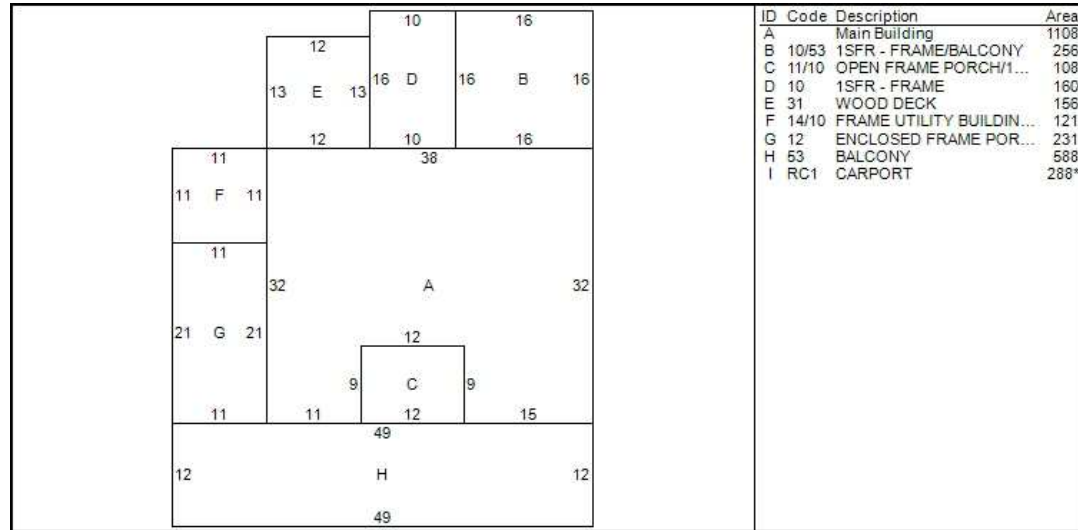 10 16
12
16 D 16 B 16
13 E 13
12 10 16
11 38
11 F 11
11
32 A 32
21 G 21
12
9 C 9
11 11 12 15
49
12 H 12
49
ID Code Description Area
A Main Building 1108
B 10/53 1SFR - FRAME/BALCONY 256
C 11/10 OPEN FRAME PORCH/1... 108
D 10 1SFR - FRAME 160
E 31 WOOD DECK 156
F 14/10 FRAME UTILITY BUILDIN... 121
G 12 ENCLOSED FRAME POR... 231
H 53 BALCONY 588
I RC1 CARPORT 288*